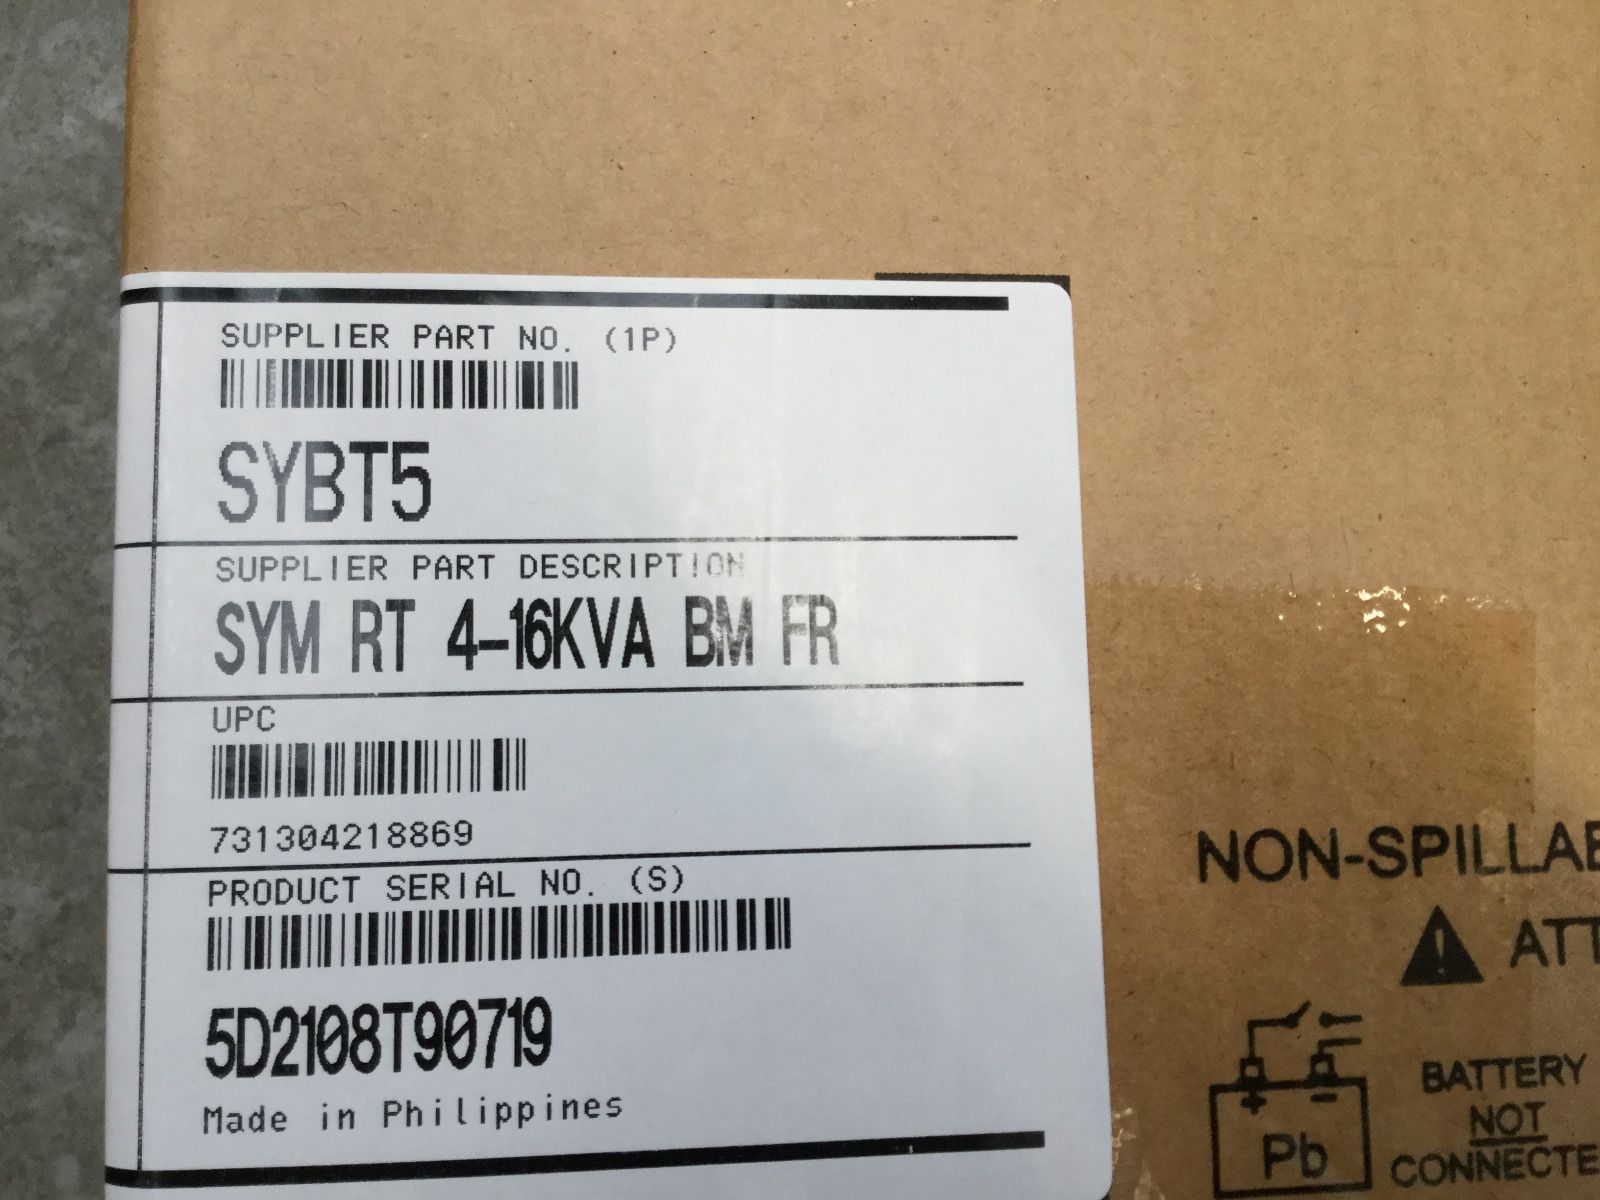 SUPPLIER PART NO. (1P)
SYBT5
SUPPLIER PART DESCRIPTION
SYM RT 4-16KVA BM FR
UPC
731304218869
PRODUCT SERIAL NO. (S)
5D2108T90719
Made in Philippines
NON-SPILLAB
ATT
BATTERY
NOT
CONNECTE
Pb